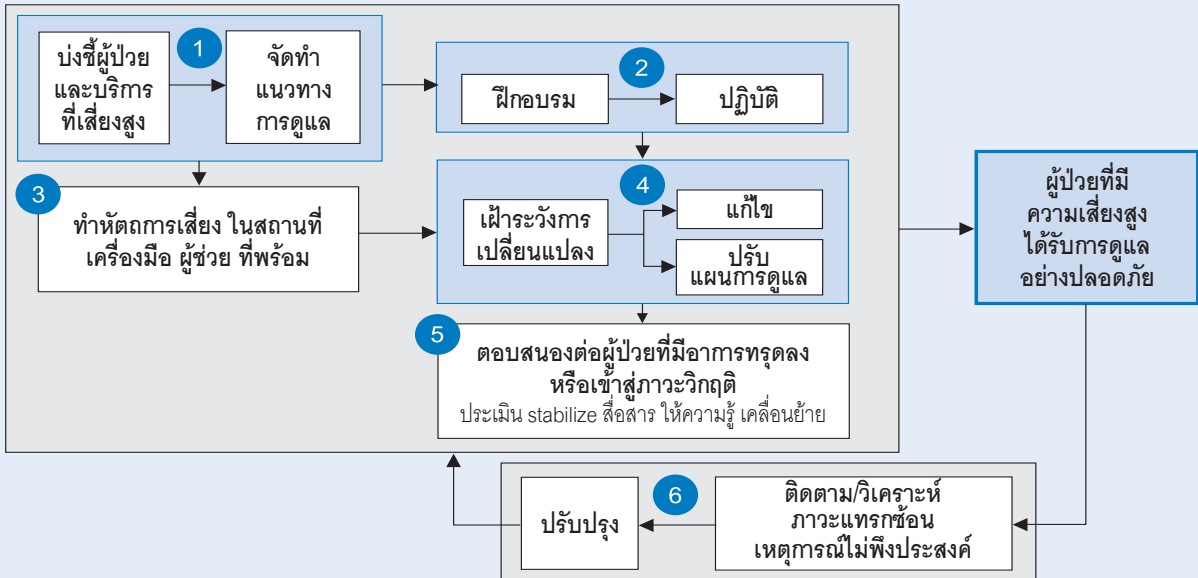 1
บ่งชี้ผู้ป่วย
และบริการ
ที่เสี่ยงสูง
จัดทำ
แนวทาง
การดูแล
2
ฝึกอบรม
ปฏิบัติ
3
ทำหัตถการเสี่ยง ในสถานที่
เครื่องมือ ผู้ช่วย ที่พร้อม
4
เฝ้าระวังการ
เปลี่ยนแปลง
แก้ไข
ปรับ
แผนการดูแล
5
ตอบสนองต่อผู้ป่วยที่มีอาการทรุดลง
หรือเข้าสู่ภาวะวิกฤติ
ประเมิน stabilize สื่อสาร ให้ความรู้ เคลื่อนย้าย
ผู้ป่วยที่มี
ความเสี่ยงสูง
ได้รับการดูแล
อย่างปลอดภัย
6
ติดตาม/วิเคราะห์
ภาวะแทรกซ้อน
เหตุการณ์ไม่พึงประสงค์
ปรับปรุง